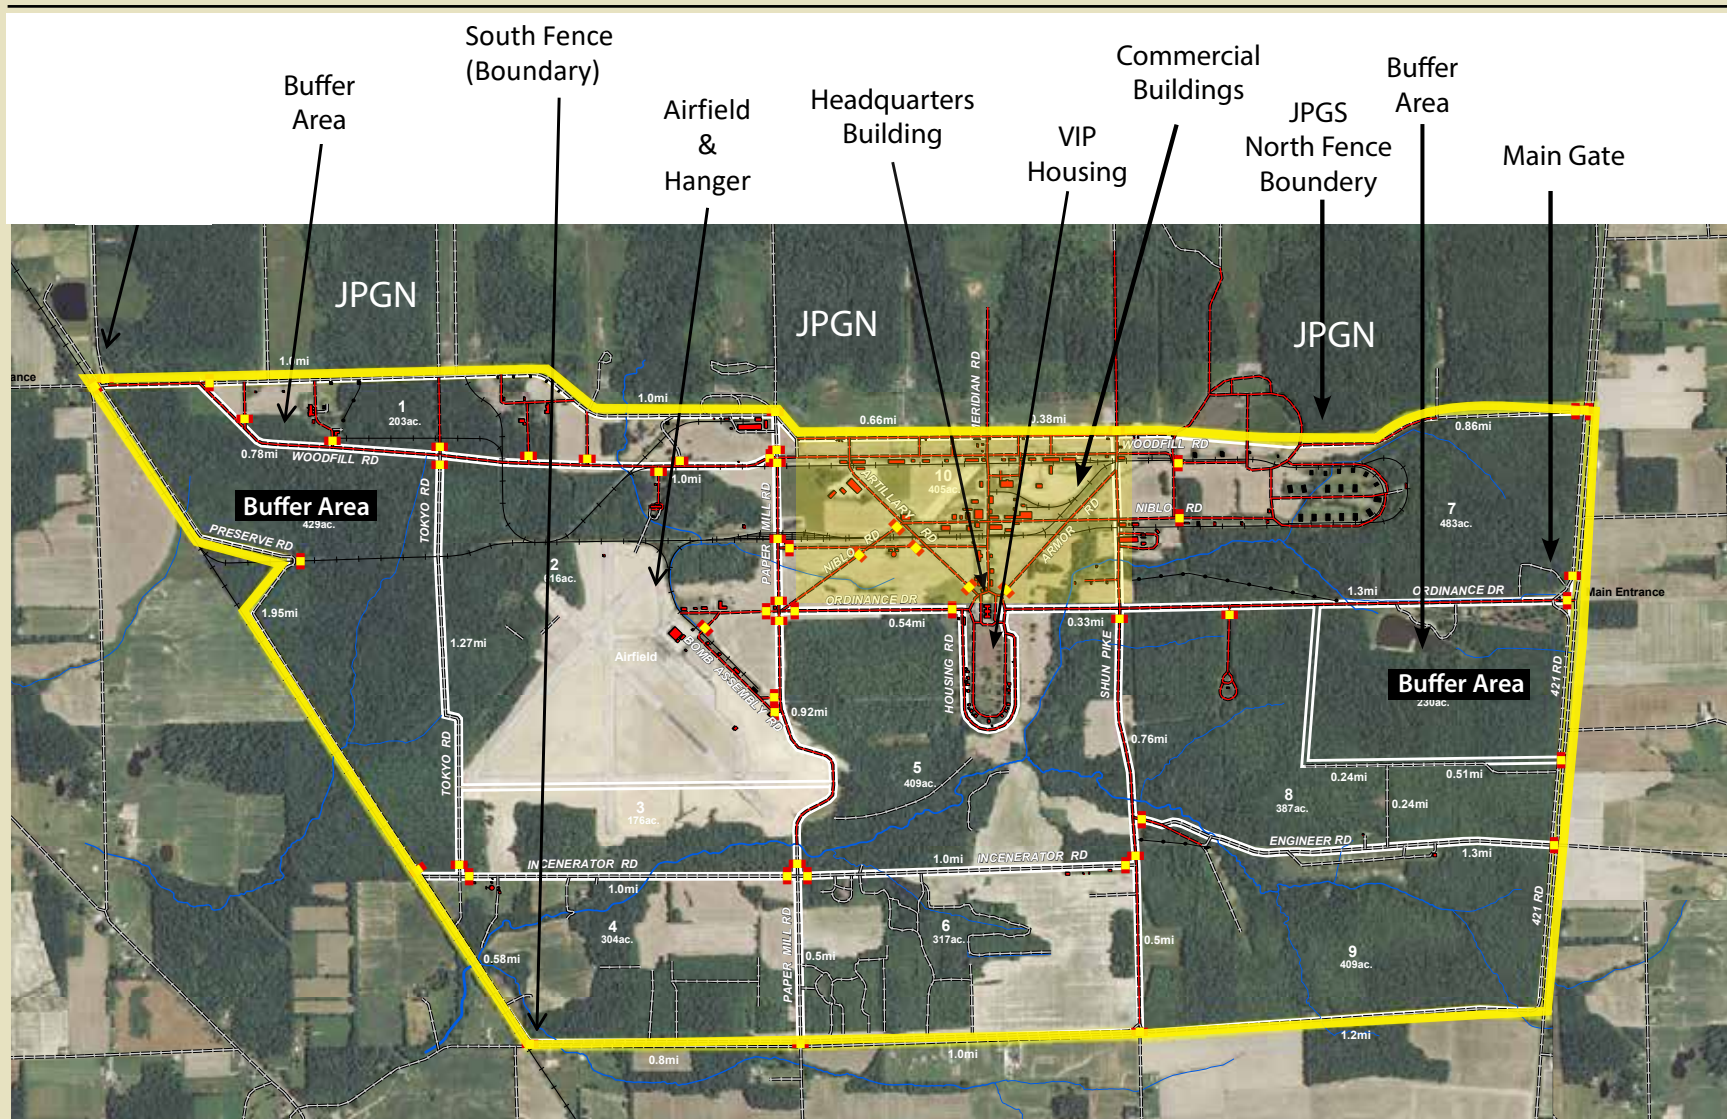 South Fence
(Boundary)
Buffer
Area
Airfield
&
Hanger
Headquarters
Building
VIP
Housing
Commercial
Buildings
JPGS
North Fence
Boundery
Buffer
Area
Main Gate
JPGN
JPGN
JPGN
ance
1.0mi
1.0mi
0.66mi
MERIDIAN RD
0.38mi
0.86mi
1
203ac.
0.78mi
WOODFILL RD
1.0mi
WOODFILL RD
10
405ac.
ARTILLARY RD
ARMOR RD
NIBLO RD
NIBLO RD
7
483ac.
Buffer Area
429ac.
PRESERVE RD
TOKYO RD
PAPER MILL RD
2
616ac.
1.95mi
1.27mi
ORDINANCE DR
0.54mi
0.33mi
1.3mi
ORDINANCE DR
Main Entrance
Airfield
BOMB ASSEMBLY RD
0.92mi
HOUSING RD
SHUN PIKE
Buffer Area
230ac.
421 RD
TOKYO RD
0.76mi
5
409ac.
0.24mi
0.51mi
3
176ac.
8
387ac.
0.24mi
ENGINEER RD
1.3mi
INCENERATOR RD
1.0mi
1.0mi
INCENERATOR RD
4
304ac.
PAPER MILL RD
0.5mi
6
317ac.
0.5mi
9
409ac.
421 RD
0.58mi
0.8mi
1.0mi
1.2mi